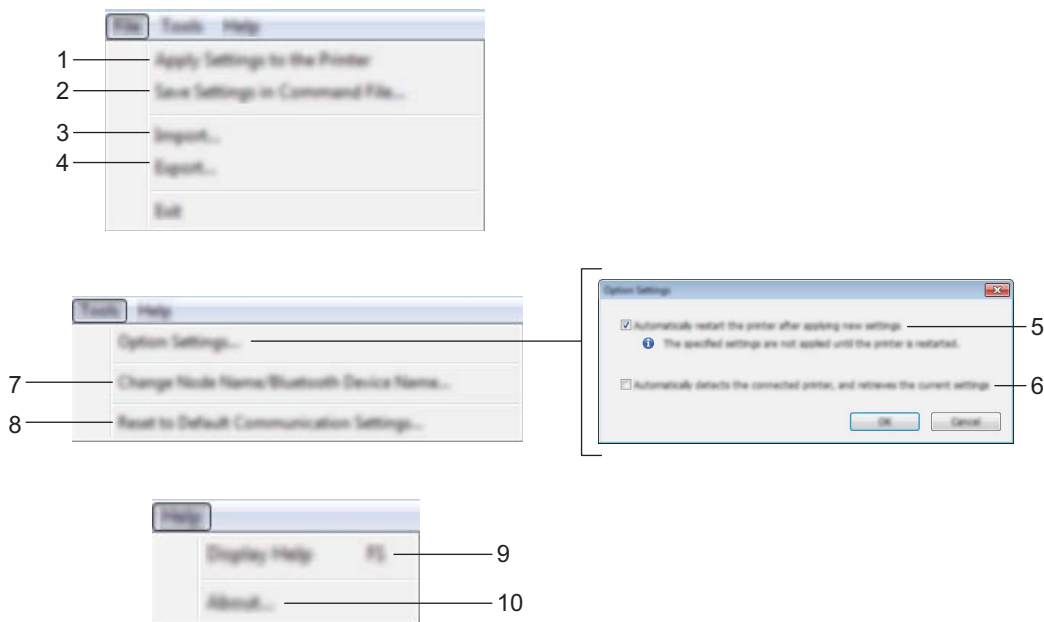 File Tools Help
1 Apply Settings to the Printer
2 Save Settings in Command File...
3 Import...
4 Export...
Exit
Tools Help
Option Settings...
7 Change Node Name/Bluetooth Device Name...
8 Reset to Default Communication Settings...
Option Settings
Automatically restart the printer after applying new settings 5
The specified settings are not applied until the printer is restarted.
Automatically detects the connected printer, and retrieves the current settings 6
OK Cancel
Help
Display Help F1 9
About... 10